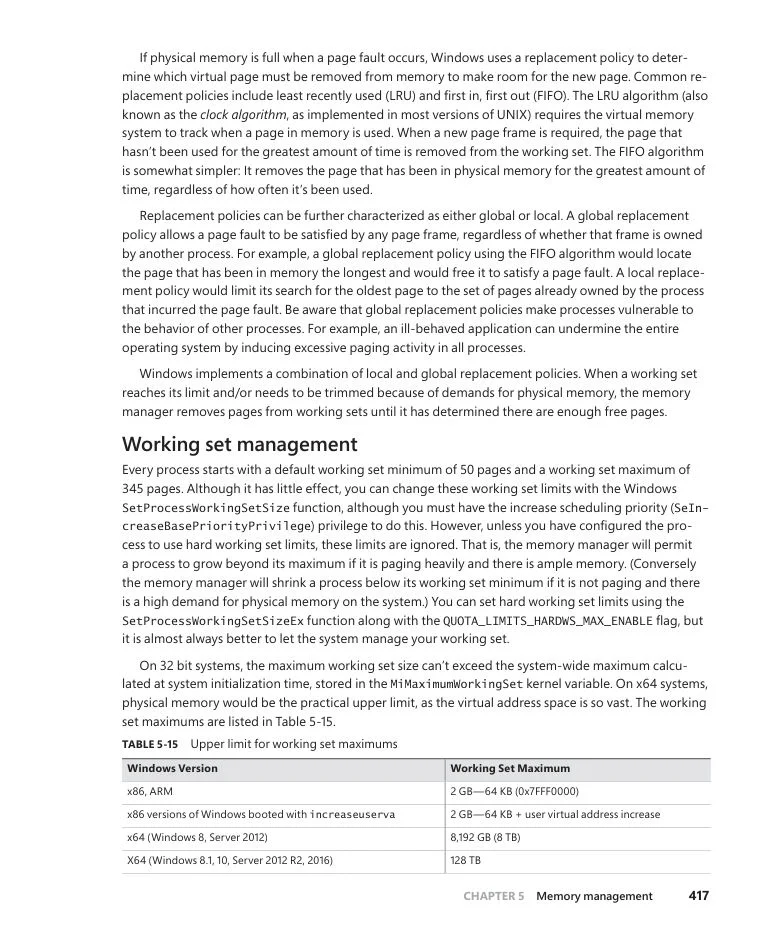 If physical memory is full when a page fault occurs, Windows uses a replacement policy to deter-
mine which virtual page must be removed from memory to make room for the new page. Common re-
placement policies include least recently used (LRU) and first in, first out (FIFO). The LRU algorithm (also
known as the clock algorithm, as implemented in most versions of UNIX) requires the virtual memory
system to track when a page in memory is used. When a new page frame is required, the page that
hasn't been used for the greatest amount of time is removed from the working set. The FIFO algorithm
is somewhat simpler: It removes the page that has been in physical memory for the greatest amount of
time, regardless of how often it's been used.
Replacement policies can be further characterized as either global or local. A global replacement
policy allows a page fault to be satisfied by any page frame, regardless of whether that frame is owned
by another process. For example, a global replacement policy using the FIFO algorithm would locate
the page that has been in memory the longest and would free it to satisfy a page fault. A local replace-
ment policy would limit its search for the oldest page to the set of pages already owned by the process
that incurred the page fault. Be aware that global replacement policies make processes vulnerable to
the behavior of other processes. For example, an ill-behaved application can undermine the entire
operating system by inducing excessive paging activity in all processes.
Windows implements a combination of local and global replacement policies. When a working set
reaches its limit and/or needs to be trimmed because of demands for physical memory, the memory
manager removes pages from working sets until it has determined there are enough free pages.
Working set management
Every process starts with a default working set minimum of 50 pages and a working set maximum of
345 pages. Although it has little effect, you can change these working set limits with the Windows
SetProcessWorkingSetSize function, although you must have the increase scheduling priority (SeIn-
creaseBasePriorityPrivilege) privilege to do this. However, unless you have configured the pro-
cess to use hard working set limits, these limits are ignored. That is, the memory manager will permit
a process to grow beyond its maximum if it is paging heavily and there is ample memory. (Conversely
the memory manager will shrink a process below its working set minimum if it is not paging and there
is a high demand for physical memory on the system.) You can set hard working set limits using the
SetProcessWorkingSetSizeEx function along with the QUOTA_LIMITS_HARDWS_MAX_ENABLE flag, but
it is almost always better to let the system manage your working set.
On 32 bit systems, the maximum working set size can't exceed the system-wide maximum calcu-
lated at system initialization time, stored in the MiMaximumWorkingSet kernel variable. On x64 systems,
physical memory would be the practical upper limit, as the virtual address space is so vast. The working
set maximums are listed in Table 5-15.
TABLE 5-15 Upper limit for working set maximums
Windows Version Working Set Maximum
x86, ARM 2 GB—64 KB (0x7FFF0000)
x86 versions of Windows booted with increaseuserva 2 GB—64 KB + user virtual address increase
x64 (Windows 8, Server 2012) 8,192 GB (8 TB)
X64 (Windows 8.1, 10, Server 2012 R2, 2016) 128 TB
CHAPTER 5 Memory management 417